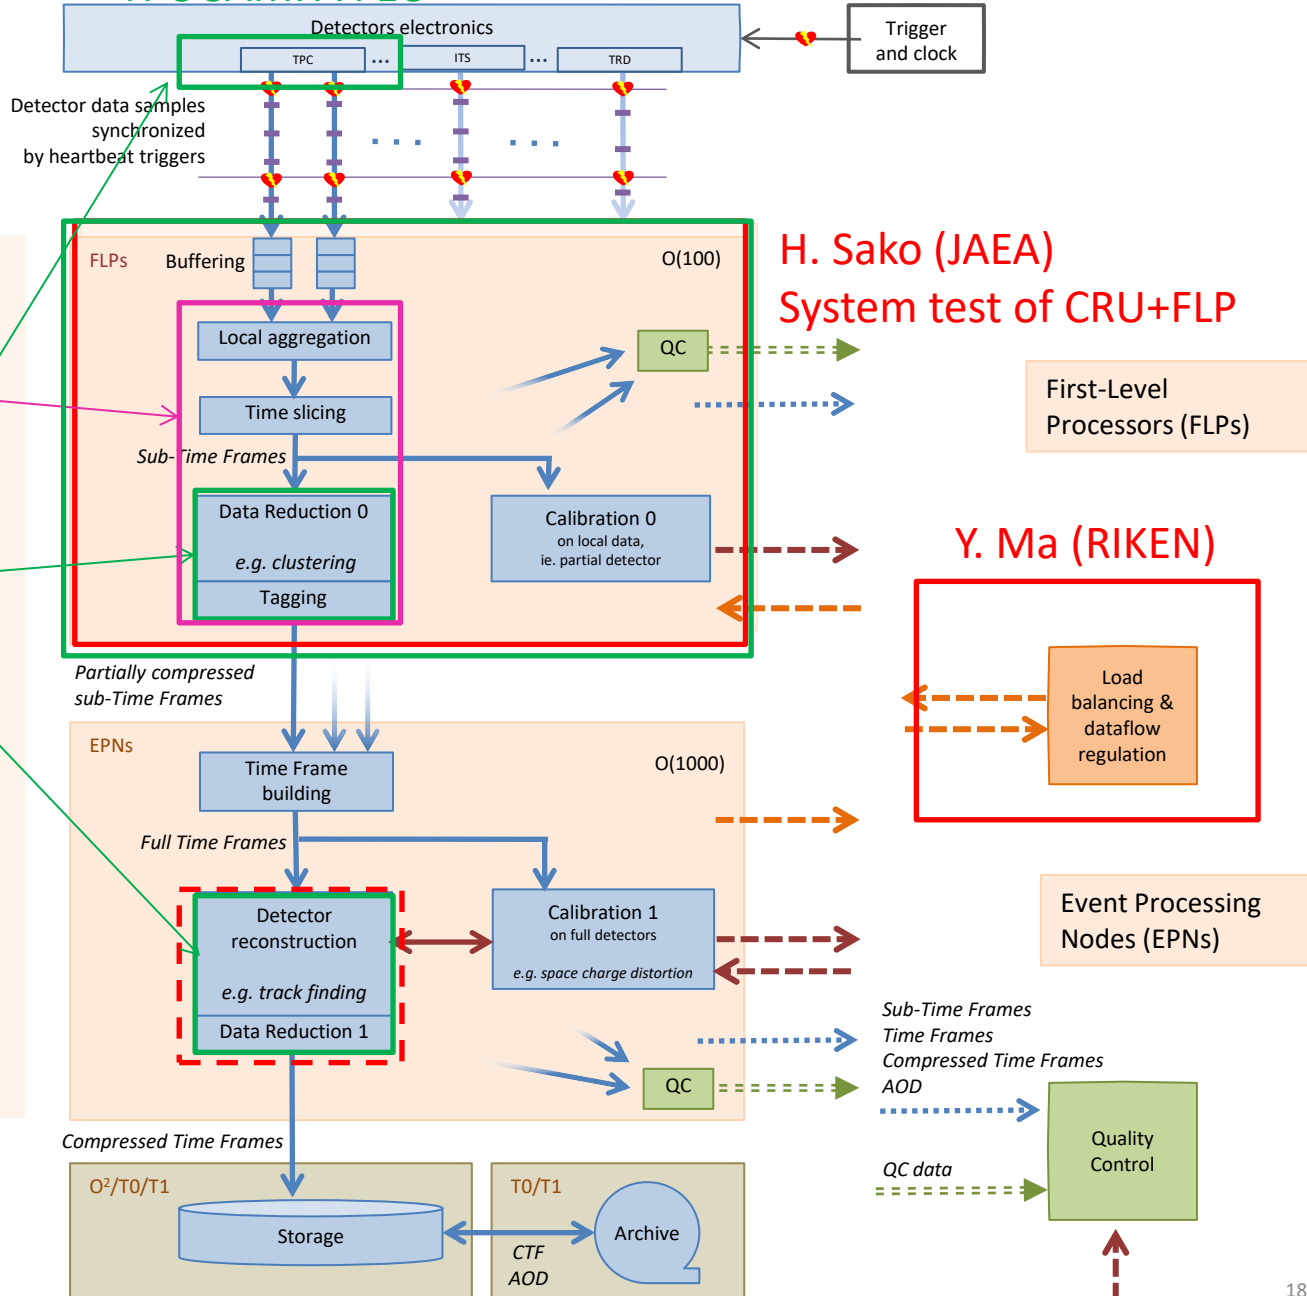 Detectors electronics
TPC
...
ITS
...
TRD
Trigger
and clock
Detector data samples
synchronized
by heartbeat triggers
FLPs
Buffering
O(100)
H. Sako (JAEA)
System test of CRU+FLP
Local aggregation
QC
First-Level
Processors (FLPs)
Time slicing
Sub-Time Frames
Data Reduction 0
e.g. clustering
Tagging
Calibration 0
on local data,
ie. partial detector
Y. Ma (RIKEN)
Load
balancing &
dataflow
regulation
Partially compressed
sub-Time Frames
EPNs
Time Frame
building
O(1000)
Full Time Frames
Detector
reconstruction
e.g. track finding
Data Reduction 1
Calibration 1
on full detectors
e.g. space charge distortion
Event Processing
Nodes (EPNs)
QC
Sub-Time Frames
Time Frames
Compressed Time Frames
AOD
Quality
Control
QC data
Compressed Time Frames
O²/T0/T1
Storage
T0/T1
Archive
CTF
AOD
18